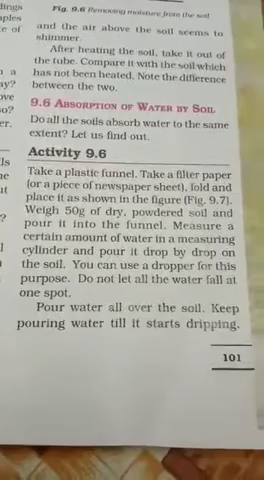 Fig. 9.6 Removing moisture from the soil
and the air above the soil seems to
shimmer.
After heating the soil, take it out of
the tube. Compare it with the soil which
has not been heated. Note the difference
between the two.
9.6 ABSORPTION OF WATER BY SOIL
Do all the soils absorb water to the same
extent? Let us find out.
Activity 9.6
Take a plastic funnel. Take a filter paper
(or a piece of newspaper sheet), fold and
place it as shown in the figure (Fig. 9.7).
Weigh 50g of dry, powdered soil and
pour it into the funnel. Measure a
certain amount of water in a measuring
cylinder and pour it drop by drop on
the soil. You can use a dropper for this
purpose. Do not let all the water fall at
one spot.
Pour water all over the soil. Keep
pouring water till it starts dripping.
101